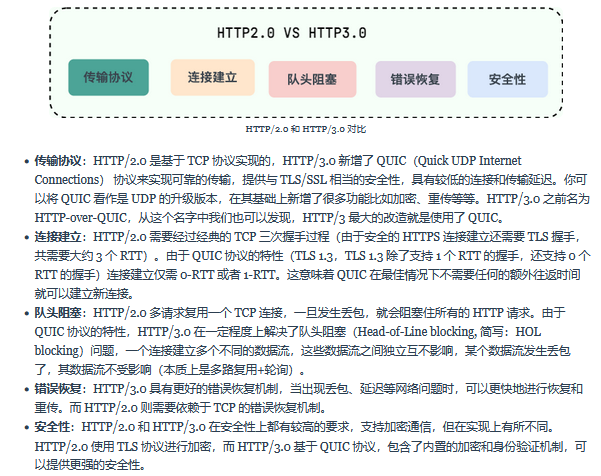 HTTP2.0 VS HTTP3.0
传输协议
连接建立
队头阻塞
错误恢复
安全性
HTTP/2.0 和 HTTP/3.0 对比
• 传输协议：HTTP/2.0 是基于 TCP 协议实现的，HTTP/3.0 新增了 QUIC（Quick UDP Internet
Connections） 协议来实现可靠的传输，提供与 TLS/SSL 相当的安全性，具有较低的连接和传输延迟。你可
以将 QUIC 看作是 UDP 的升级版本，在其基础上新增了很多功能比如加密、重传等等。HTTP/3.0 之前名为
HTTP-over-QUIC，从这个名字中我们也可以发现，HTTP/3 最大的改造就是使用了 QUIC。
• 连接建立：HTTP/2.0 需要经过经典的 TCP 三次握手过程（由于安全的 HTTPS 连接建立还需要 TLS 握手，
共需要大约 3 个 RTT）。由于 QUIC 协议的特性（TLS 1.3，TLS 1.3 除了支持 1 个 RTT 的握手，还支持 0 个
RTT 的握手）连接建立仅需 0-RTT 或者 1-RTT。这意味着 QUIC 在最佳情况下不需要任何的额外往返时间
就可以建立新连接。
• 队头阻塞：HTTP/2.0 多请求复用一个 TCP 连接，一旦发生丢包，就会阻塞住所有的 HTTP 请求。由于
QUIC 协议的特性，HTTP/3.0 在一定程度上解决了队头阻塞（Head-of-Line blocking, 简写：HOL
blocking）问题，一个连接建立多个不同的数据流，这些数据流之间独立互不影响，某个数据流发生丢包
了，其数据流不受影响（本质上是多路复用+轮询）。
• 错误恢复：HTTP/3.0 具有更好的错误恢复机制，当出现丢包、延迟等网络问题时，可以更快地进行恢复和
重传。而 HTTP/2.0 则需要依赖于 TCP 的错误恢复机制。
• 安全性：HTTP/2.0 和 HTTP/3.0 在安全性上都有较高的要求，支持加密通信，但在实现上有所不同。
HTTP/2.0 使用 TLS 协议进行加密，而 HTTP/3.0 基于 QUIC 协议，包含了内置的加密和身份验证机制，可
以提供更强的安全性。